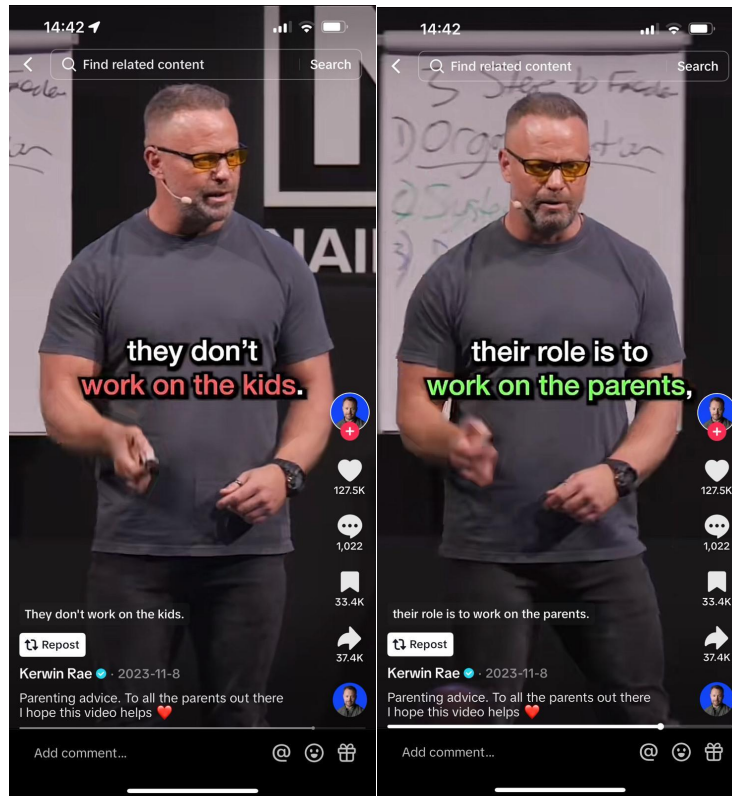 14:42
Find related content
Search
NAI
they don't
work on the kids.
127.5K
1,022
33.4K
37.4K
They don't work on the kids.
Repost
Kerwin Rae · 2023-11-8
Parenting advice. To all the parents out there
I hope this video helps ❤️
Add comment...
14:42
Find related content
Search
5 Steps to
1)
their role is to
work on the parents,
127.5K
1,022
33.4K
37.4K
their role is to work on the parents.
Repost
Kerwin Rae · 2023-11-8
Parenting advice. To all the parents out there
I hope this video helps ❤️
Add comment...